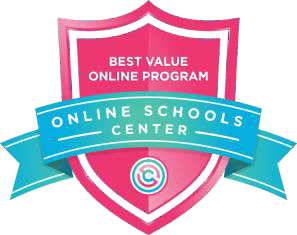 BEST VALUE
ONLINE PROGRAM
ONLINE SCHOOLS
CENTER